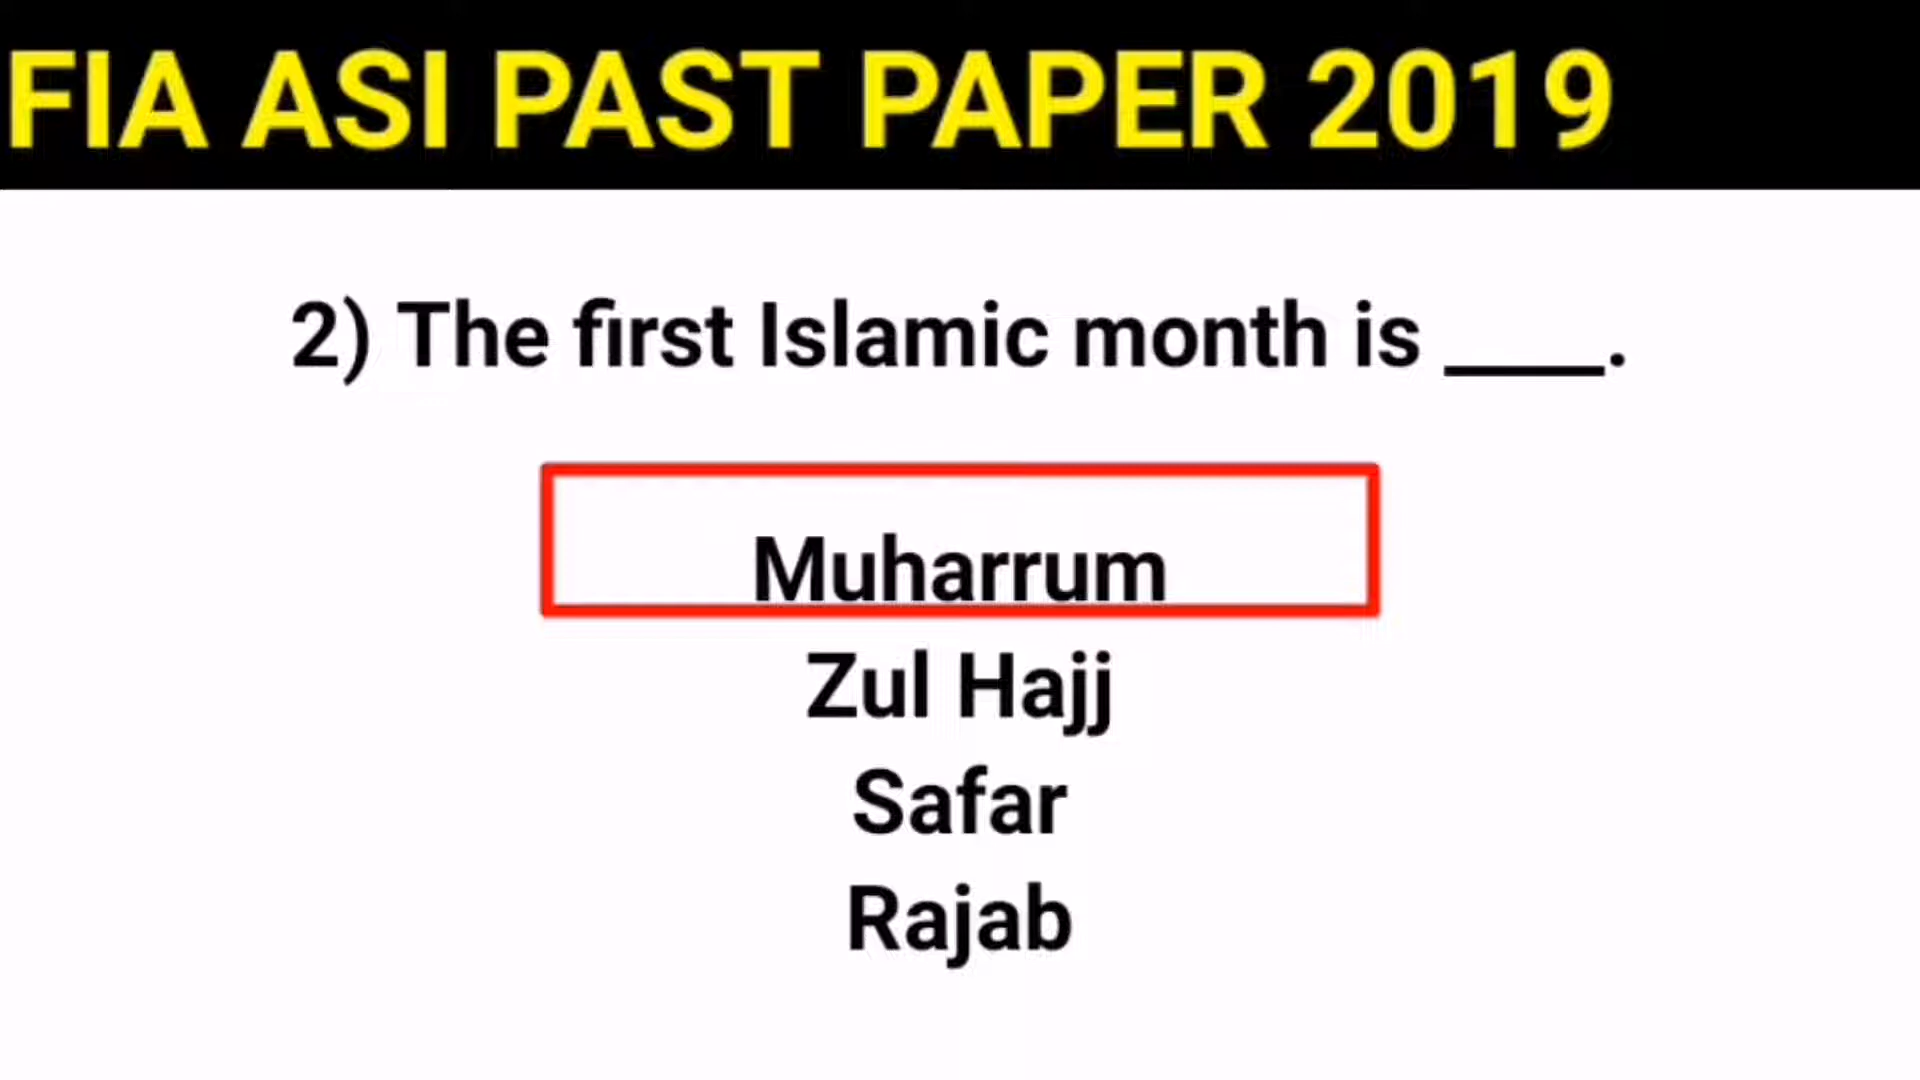 FIA ASI PAST PAPER 2019
2) The first Islamic month is ____.
Muharrum
Zul Hajj
Safar
Rajab